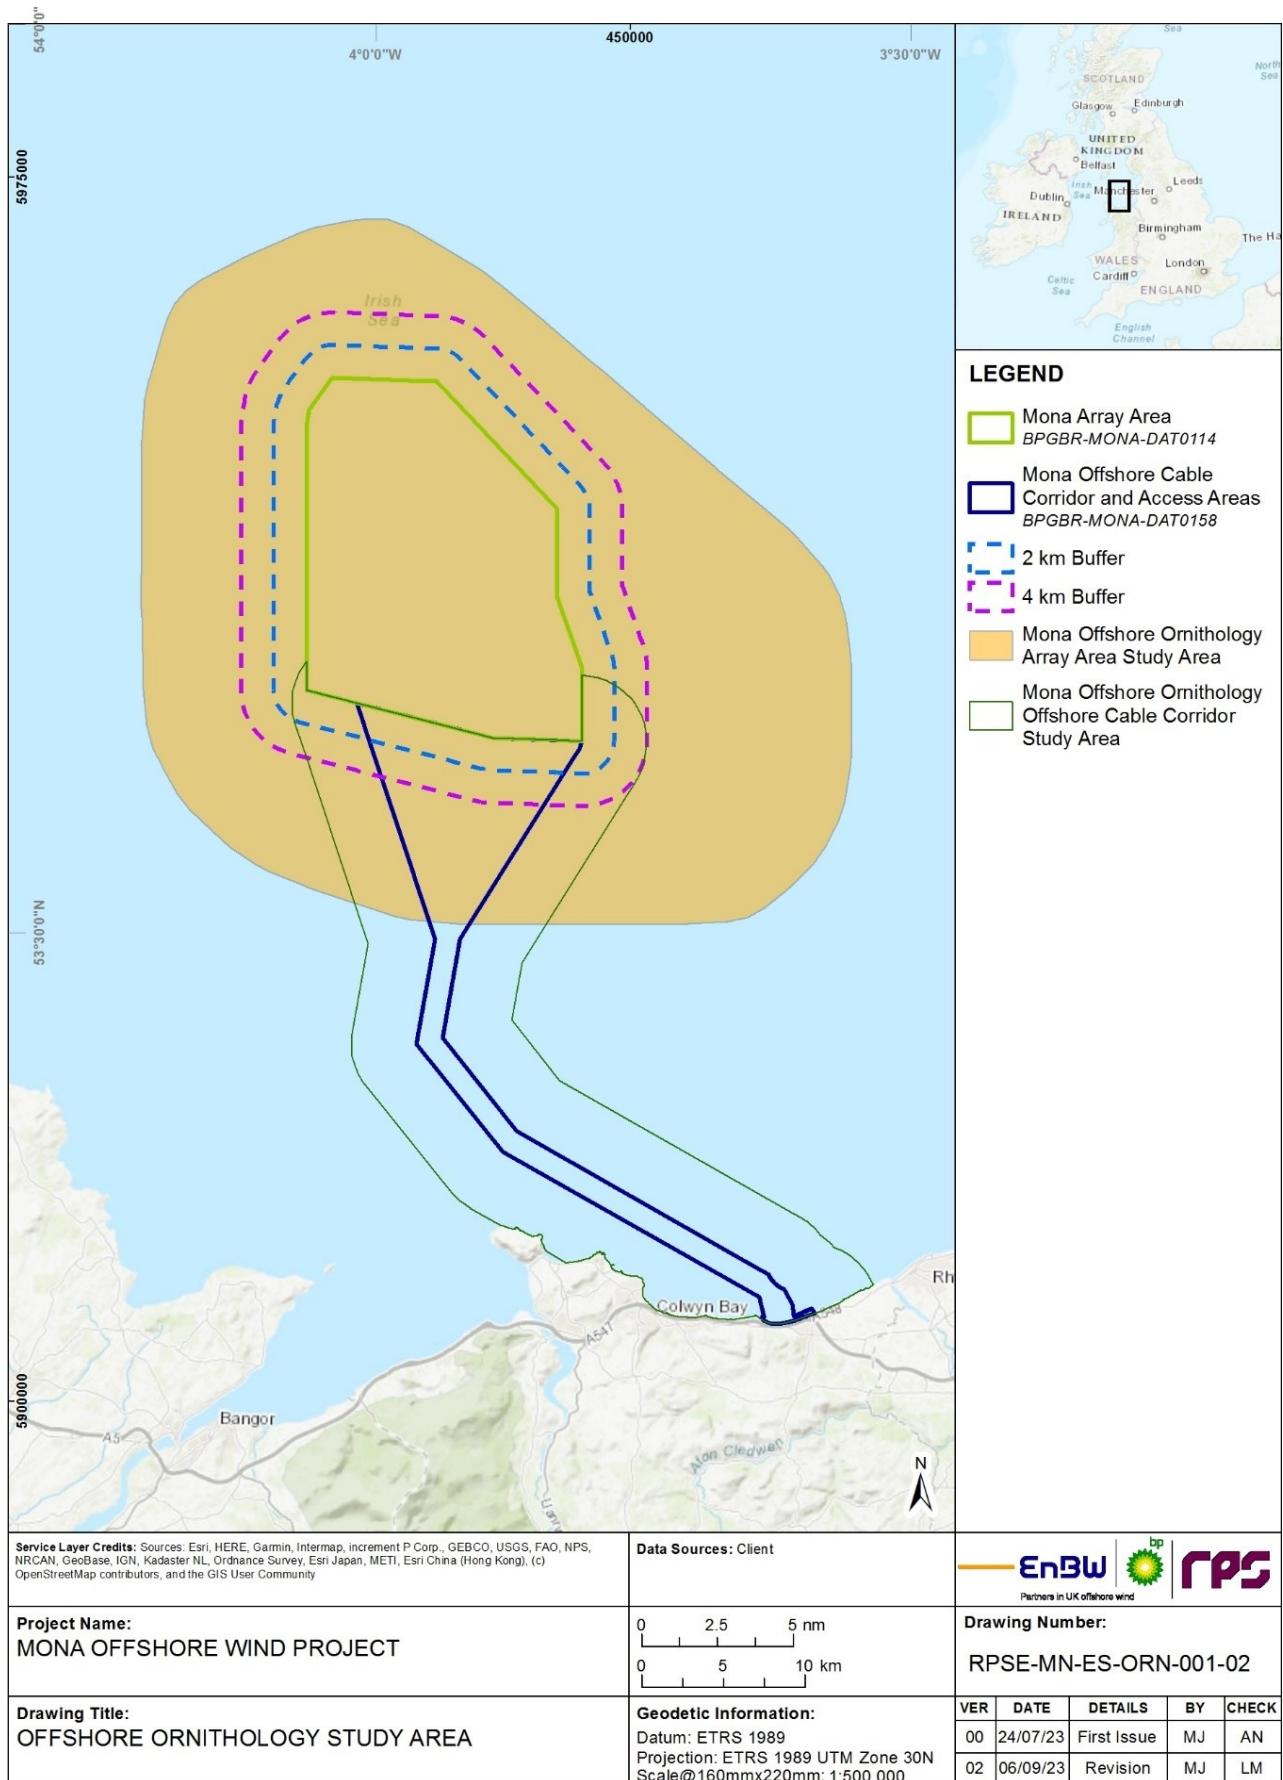 54°0'0"
450000
4°0'0"W
3°30'0"W
5975000
Irish
Sea
53°30'0"N
5900000
Colwyn Bay
Rh
A547
A548
Bangor
A5
Afon Cledwen
N
Sea
North
Sea
SCOTLAND
Glasgow
Edinburgh
UNITED
KINGDOM
Belfast
Irish
Sea
Manchester
Leeds
Dublin
IRELAND
Birmingham
The Ha
WALES
London
Cardiff
Celtic
Sea
ENGLAND
English
Channel
LEGEND
Mona Array Area
BPGBR-MONA-DAT0114
Mona Offshore Cable
Corridor and Access Areas
BPGBR-MONA-DAT0158
2 km Buffer
4 km Buffer
Mona Offshore Ornithology
Array Area Study Area
Mona Offshore Ornithology
Offshore Cable Corridor
Study Area
Service Layer Credits: Sources: Esri, HERE, Garmin, Intermap, increment P Corp., GEBCO, USGS, FAO, NPS,
NRCAN, GeoBase, IGN, Kadaster NL, Ordnance Survey, Esri Japan, METI, Esri China (Hong Kong), (c)
OpenStreetMap contributors, and the GIS User Community
Data Sources: Client
EnBW
bp
rps
Partners in UK offshore wind
Project Name:
MONA OFFSHORE WIND PROJECT
0 2.5 5 nm
0 5 10 km
Drawing Number:
RPSE-MN-ES-ORN-001-02
Drawing Title:
OFFSHORE ORNITHOLOGY STUDY AREA
Geodetic Information:
Datum: ETRS 1989
Projection: ETRS 1989 UTM Zone 30N
Scale@160mmx220mm: 1:500,000
VER DATE DETAILS BY CHECK
00 24/07/23 First Issue MJ AN
02 06/09/23 Revision MJ LM